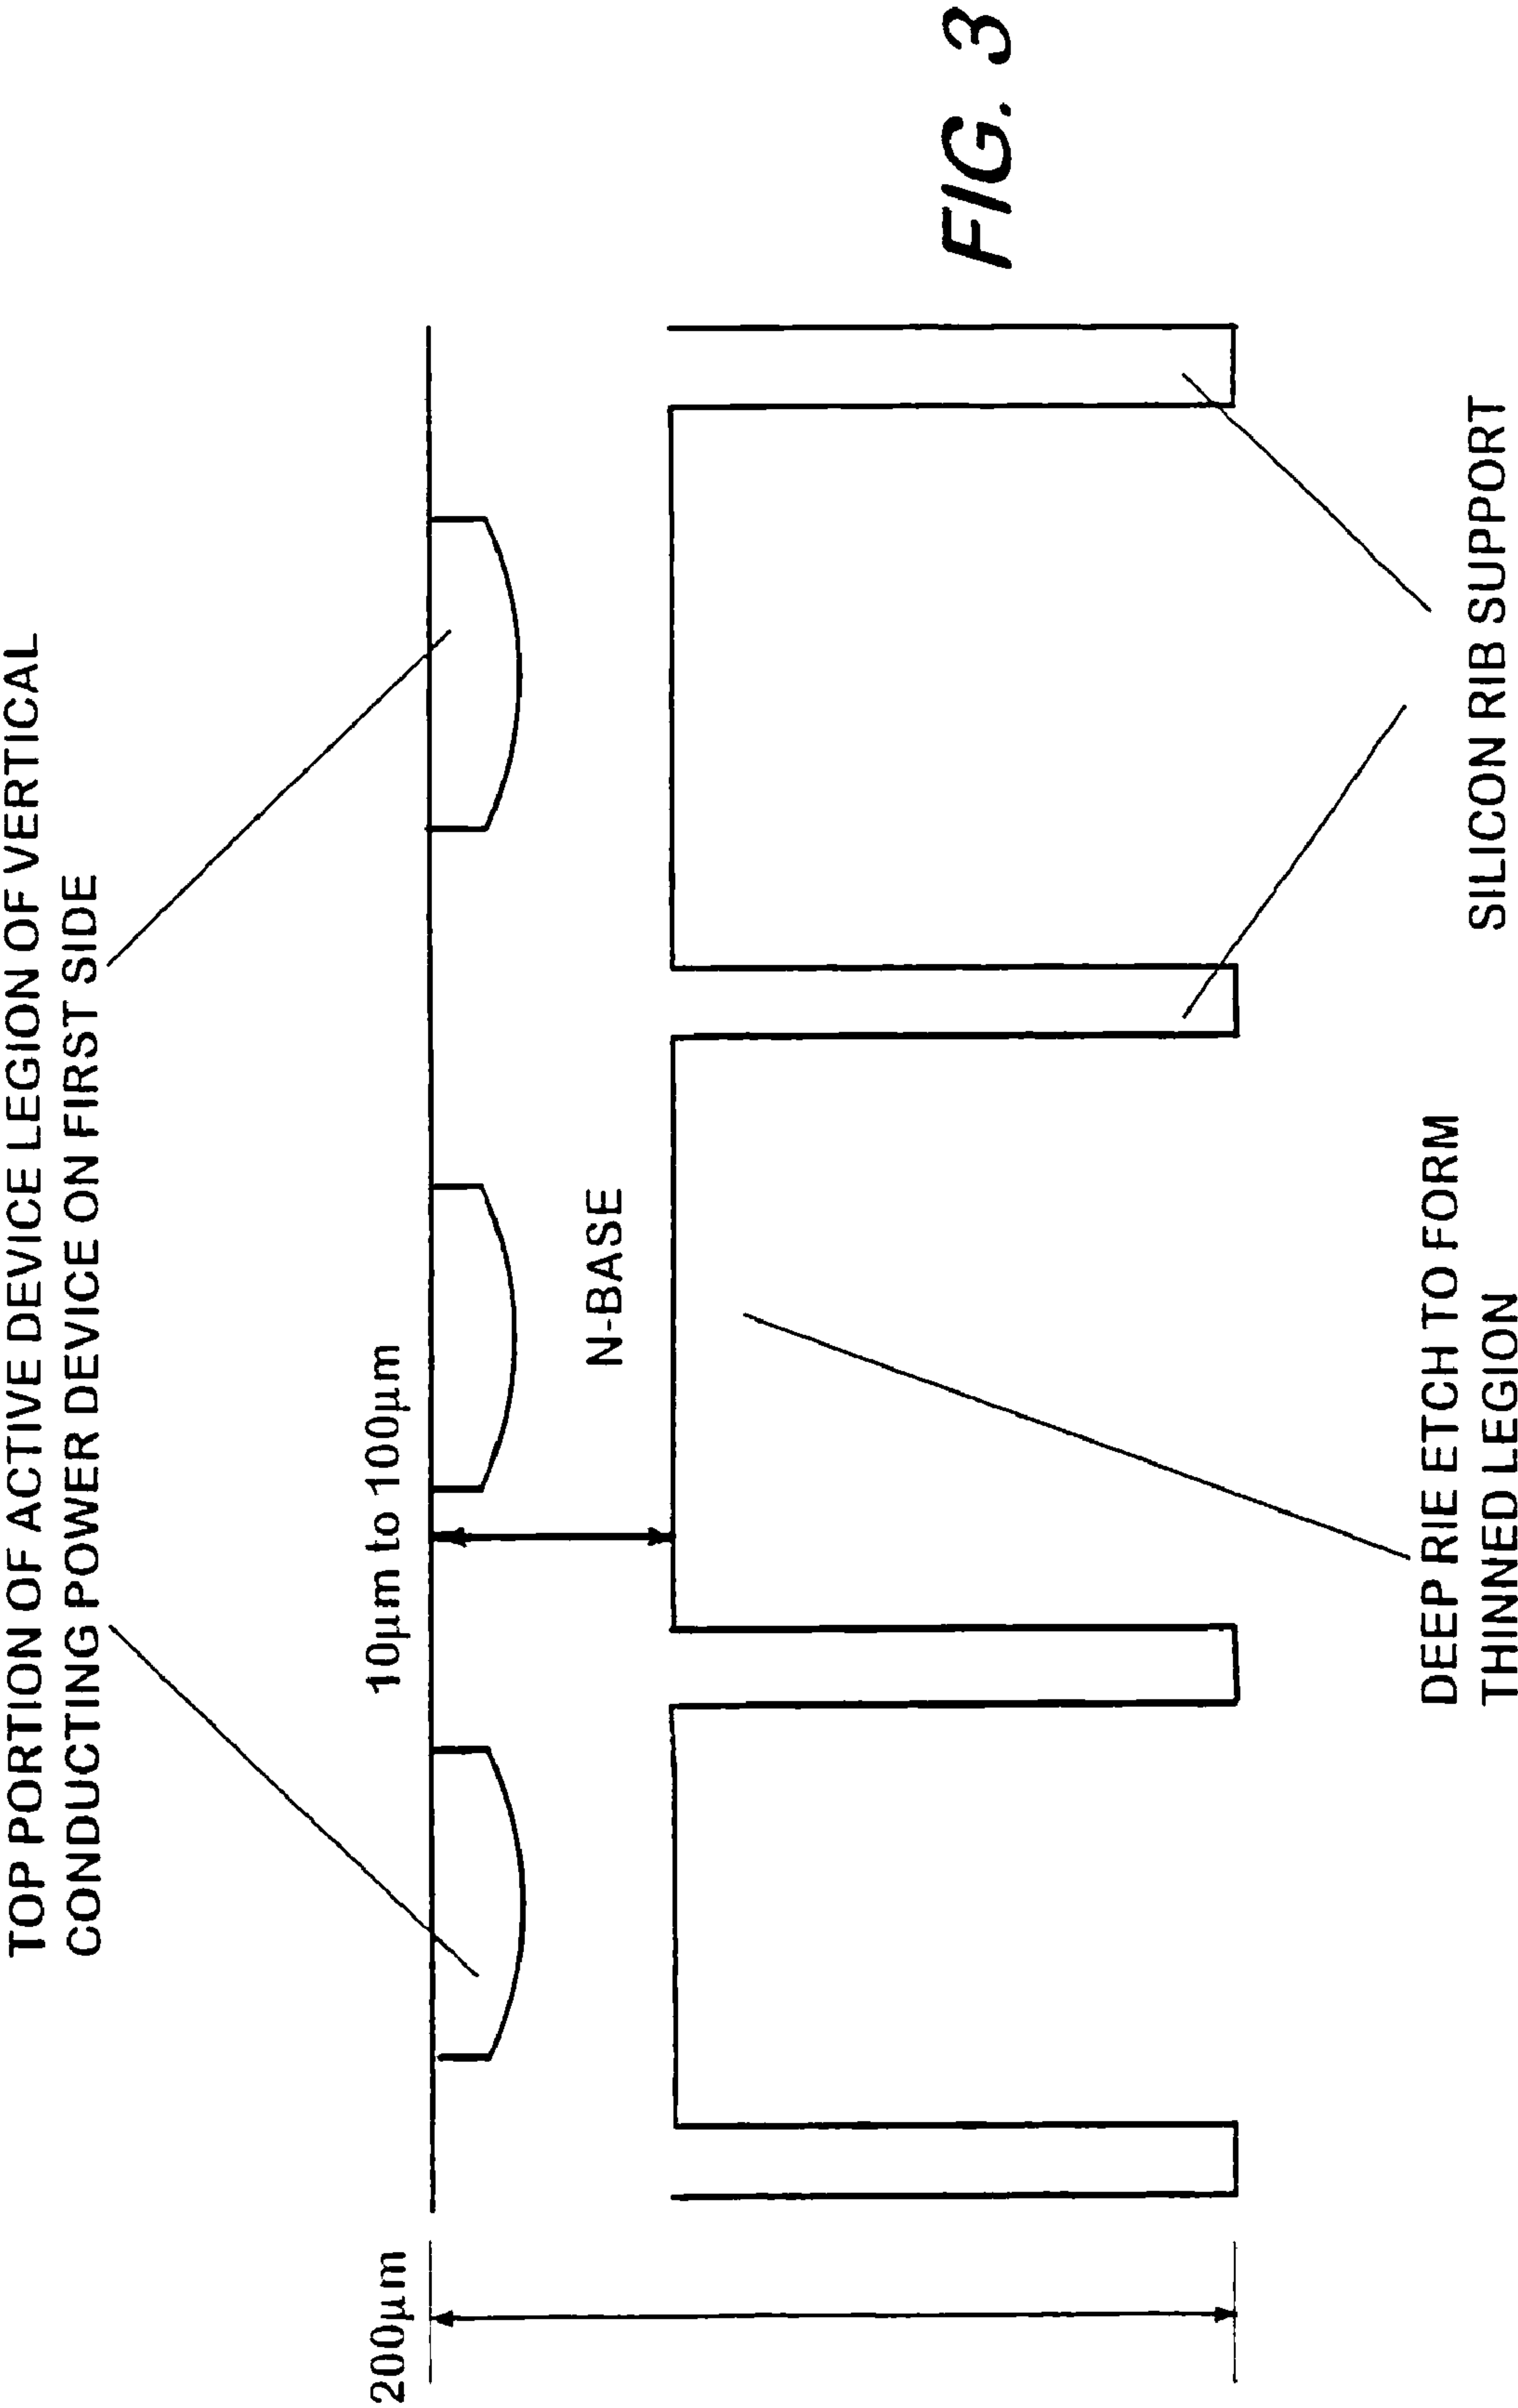 TOP PORTION OF ACTIVE DEVICE LEGION OF VERTICAL
CONDUCTING POWER DEVICE ON FIRST SIDE
200µm
10µm to 100µm
N-BASE
DEEP RIE ETCH TO FORM
THINNED LEGION
SILICON RIB SUPPORT
FIG. 3